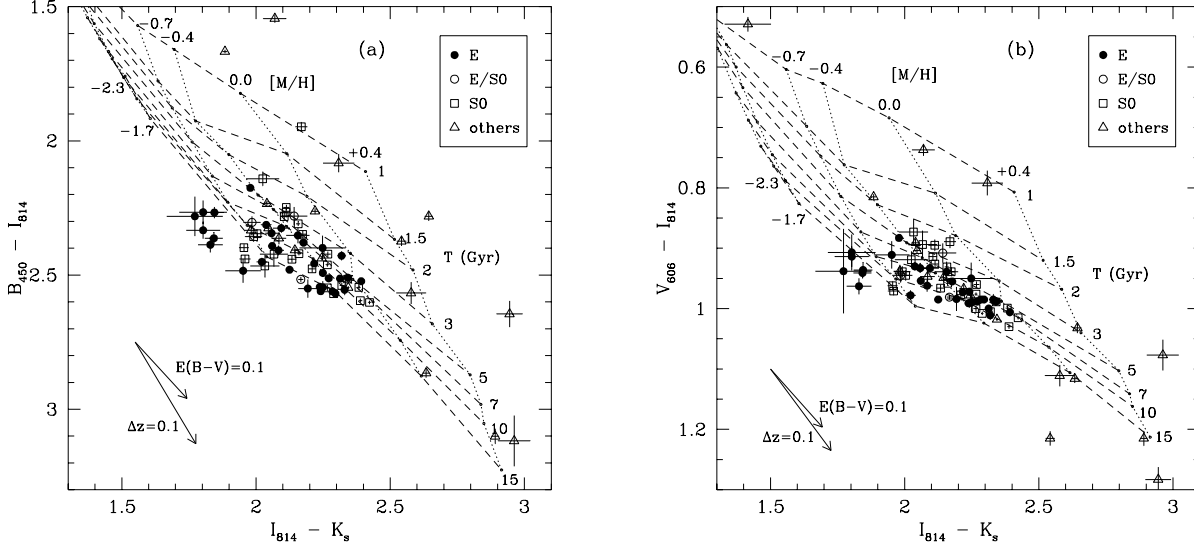 (a)
E
E/S0
S0
others
[M/H]
−0.7
−0.4
0.0
+0.4
−2.3
−1.7
1
1.5
2
3
5
7
10
15
T (Gyr)
E(B−V)=0.1
Δz=0.1
1.5
2
2.5
3
1.5
2
2.5
3
B450 − I814
I814 − Ks
(b)
E
E/S0
S0
others
[M/H]
−0.7
−0.4
0.0
+0.4
−2.3
−1.7
1
1.5
2
3
5
7
10
15
T (Gyr)
E(B−V)=0.1
Δz=0.1
0.6
0.8
1.0
1.2
1.5
2
2.5
3
V606 − I814
I814 − Ks